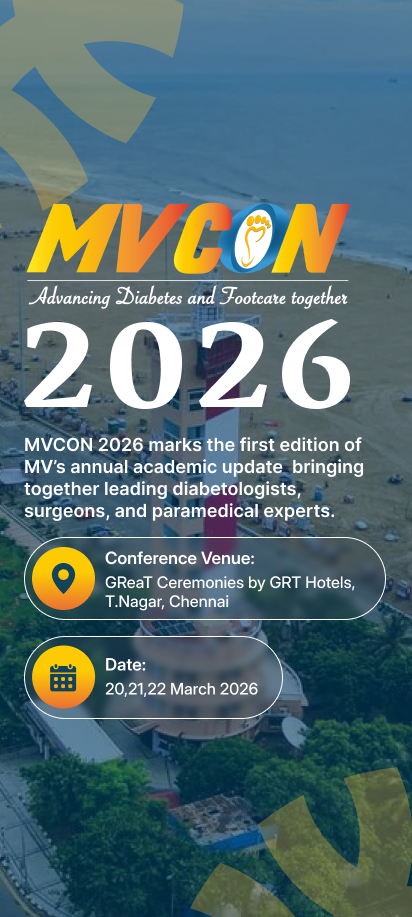 MVCON
Advancing Diabetes and Footcare together
2026
MVCON 2026 marks the first edition of
MV's annual academic update bringing
together leading diabetologists,
surgeons, and paramedical experts.
Conference Venue:
GReaT Ceremonies by GRT Hotels,
T.Nagar, Chennai
Date:
20,21,22 March 2026